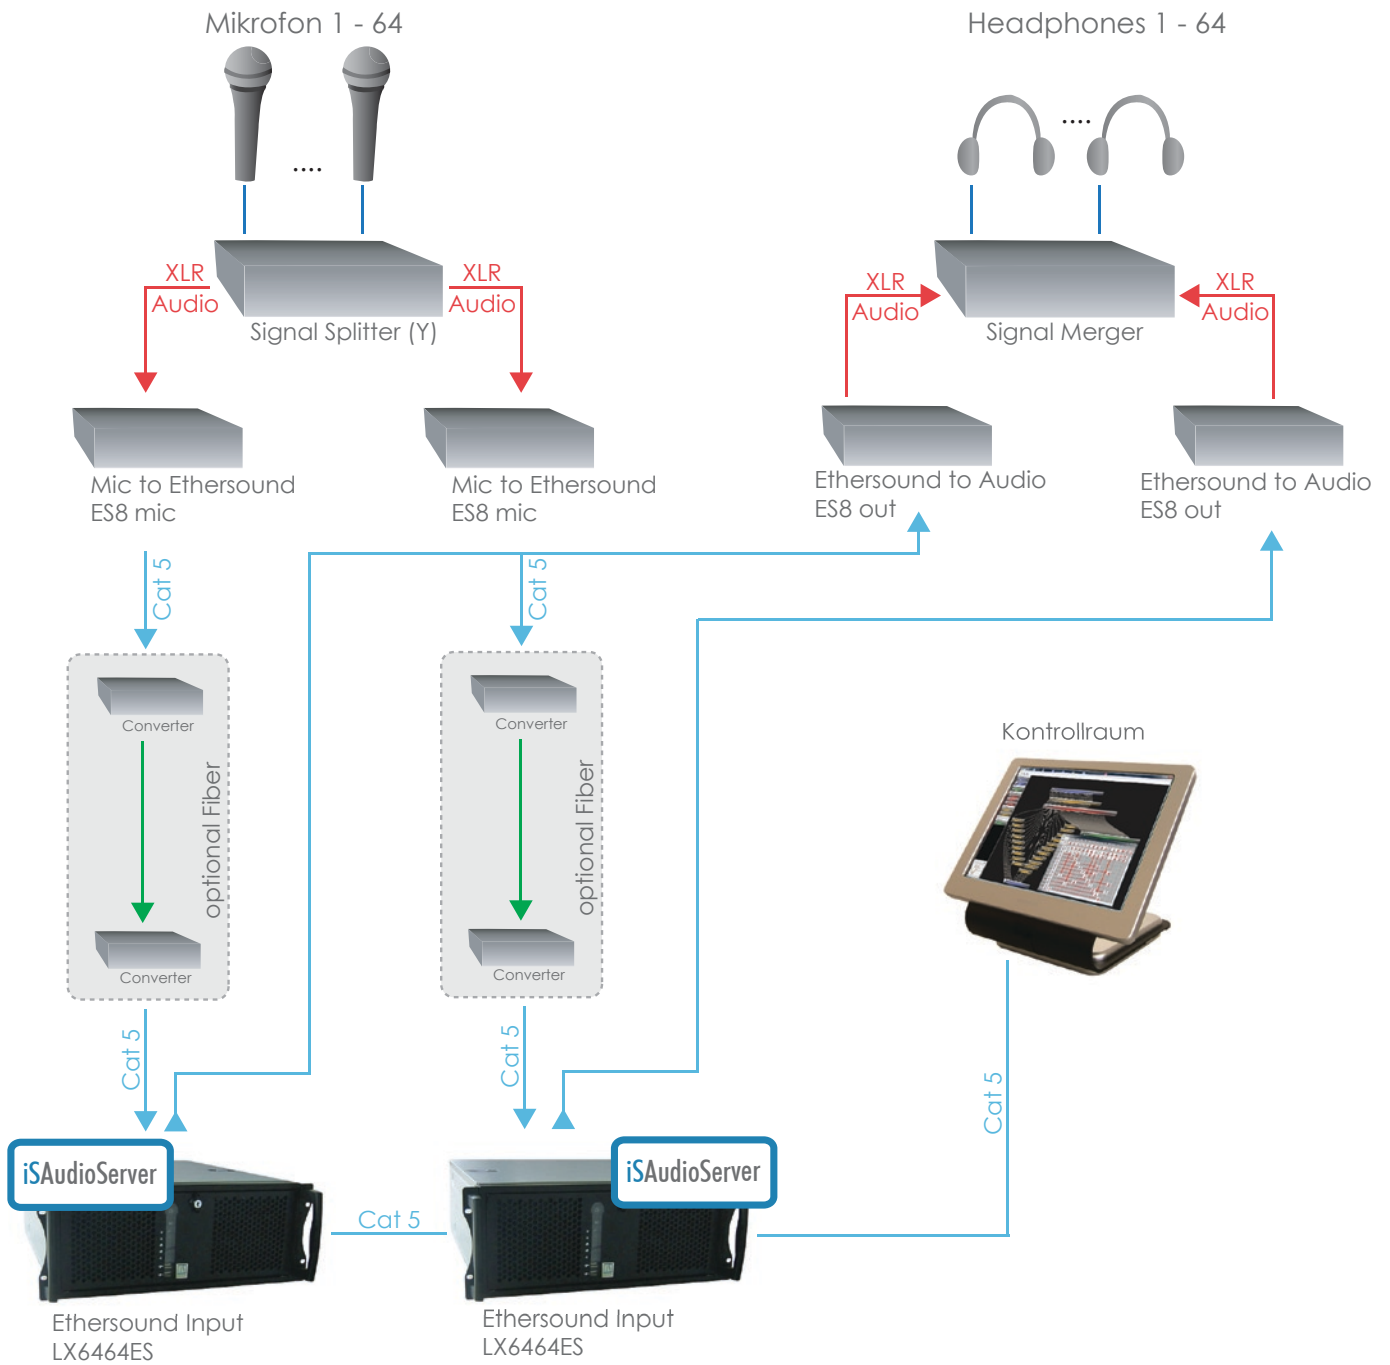 Mikrofon 1 - 64
Headphones 1 - 64
....
....
XLR
Audio
XLR
Audio
Signal Splitter (Y)
XLR
Audio
XLR
Audio
Signal Merger
Mic to Ethersound
ES8 mic
Mic to Ethersound
ES8 mic
Ethersound to Audio
ES8 out
Ethersound to Audio
ES8 out
Cat 5
Cat 5
Converter
optional Fiber
Converter
Converter
optional Fiber
Converter
Kontrollraum
Cat 5
Cat 5
Cat 5
iSAudioServer
iSAudioServer
Cat 5
Ethersound Input
LX6464ES
Ethersound Input
LX6464ES